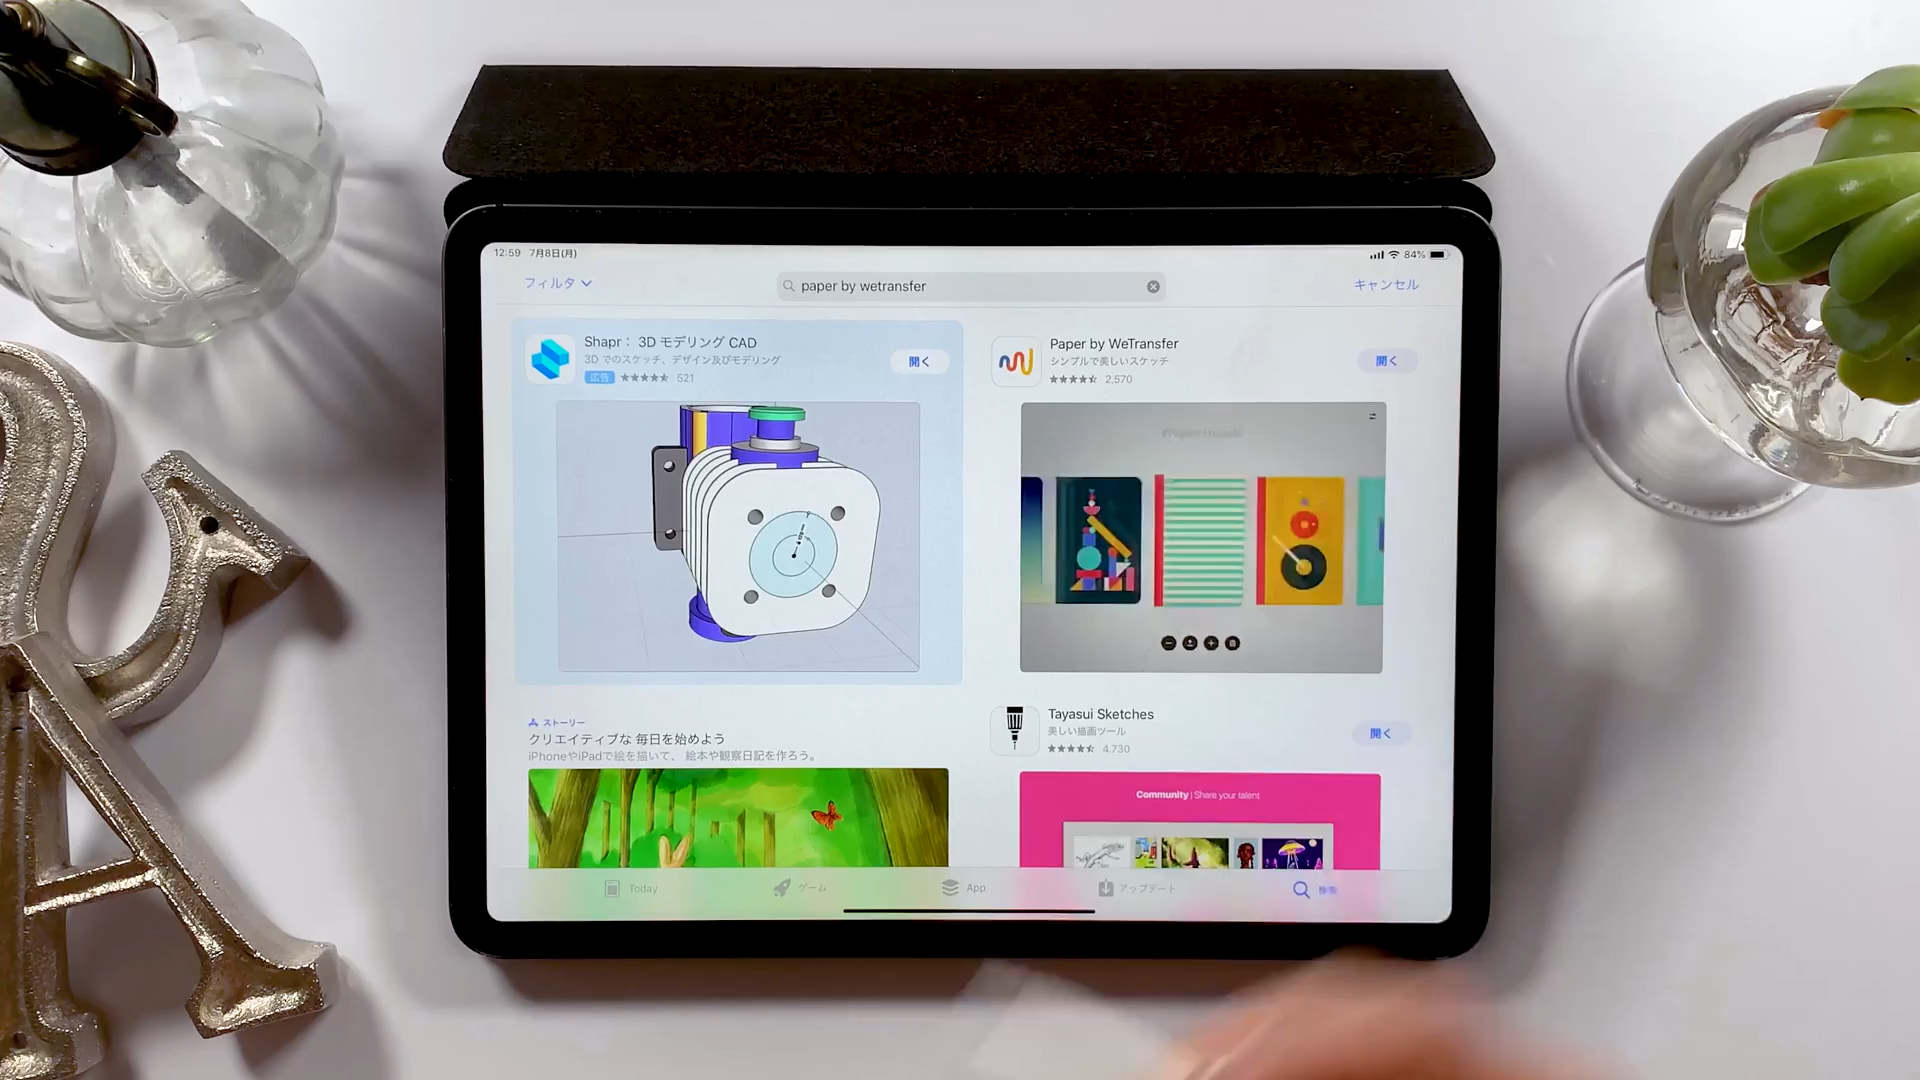 12:59 7月8日(月)
84%
フィルタ
paper by wetransfer
キャンセル
Shapr： 3D モデリング CAD
3D でのスケッチ、デザイン及びモデリング
広告 521
開く
Paper by WeTransfer
シンプルで美しいスケッチ
2,570
開く
ストーリー
クリエイティブな 毎日を始めよう
iPhoneやiPadで絵を描いて、 絵本や観察日記を作ろう。
Tayasui Sketches
美しい描画ツール
4,730
開く
Community | Share your talent
Today
ゲーム
App
アップデート
検索